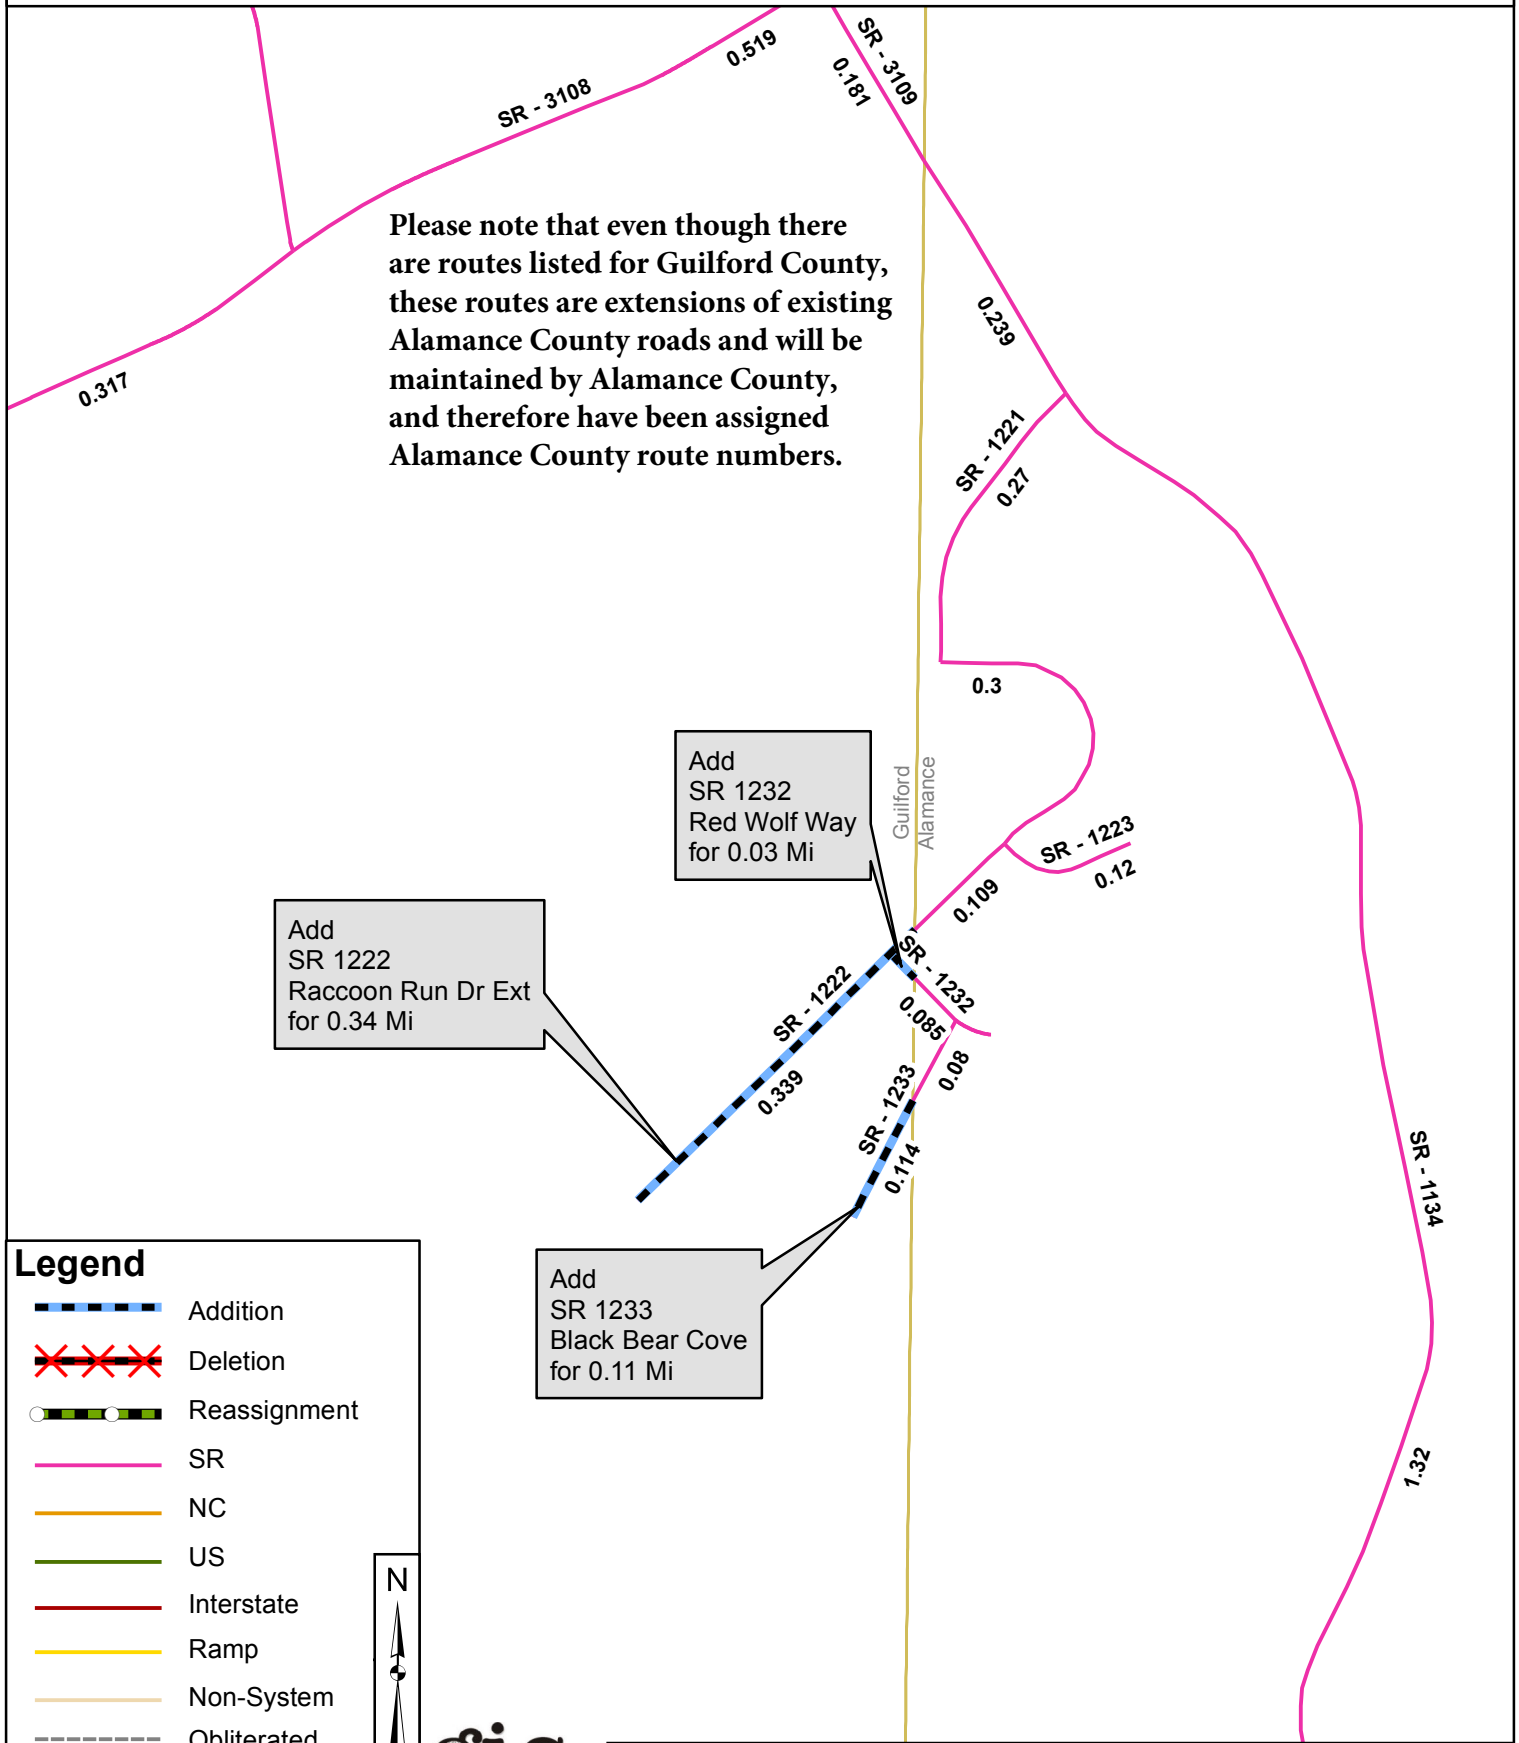 0.519
SR - 3109
0.181
SR - 3108
Please note that even though there
are routes listed for Guilford County,
these routes are extensions of existing
Alamance County roads and will be
maintained by Alamance County,
and therefore have been assigned
Alamance County route numbers.
0.239
0.317
SR - 1221
0.27
0.3
Add
SR 1232
Red Wolf Way
for 0.03 Mi
Guilford
Alamance
SR - 1223
0.12
0.109
Add
SR 1222
Raccoon Run Dr Ext
for 0.34 Mi
SR - 1222
0.339
SR - 1232
0.085
0.08
SR - 1233
0.114
SR - 1134
Add
SR 1233
Black Bear Cove
for 0.11 Mi
1.32
Legend
Addition
Deletion
Reassignment
SR
NC
US
Interstate
Ramp
Non-System
Obliterated
N